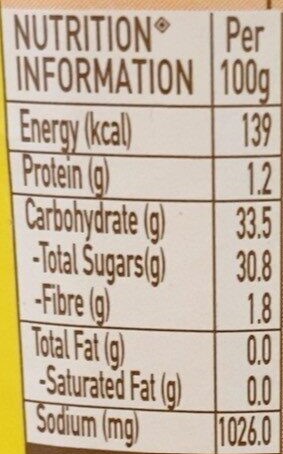 NUTRITION◈ Per
INFORMATION 100g
Energy (kcal) 139
Protein (g) 1.2
Carbohydrate (g) 33.5
-Total Sugars(g) 30.8
-Fibre (g) 1.8
Total Fat (g) 0.0
-Saturated Fat (g) 0.0
Sodium (mg) 1026.0